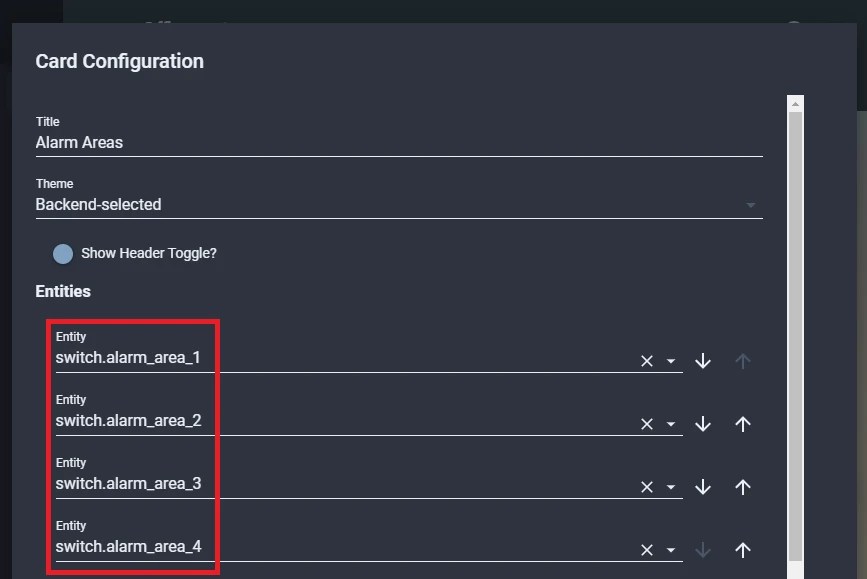 Card Configuration
Title
Alarm Areas
Theme
Backend-selected
Show Header Toggle?
Entities
Entity
switch.alarm_area_1
Entity
switch.alarm_area_2
Entity
switch.alarm_area_3
Entity
switch.alarm_area_4